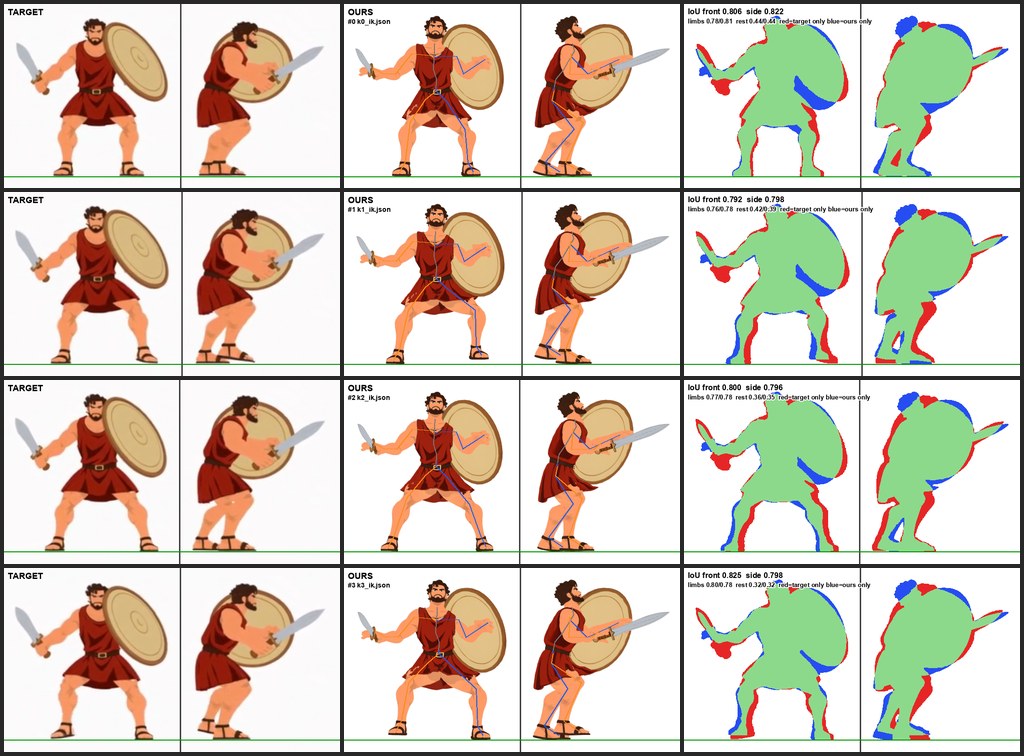 TARGET
OURS
#0 k0_ik.json
IoU front 0.806 side 0.822
limbs 0.78/0.81 rest 0.44/0.44 red=target only blue=ours only
TARGET
OURS
#1 k1_ik.json
IoU front 0.792 side 0.798
limbs 0.76/0.78 rest 0.42/0.39 red=target only blue=ours only
TARGET
OURS
#2 k2_ik.json
IoU front 0.800 side 0.796
limbs 0.77/0.78 rest 0.36/0.35 red=target only blue=ours only
TARGET
OURS
#3 k3_ik.json
IoU front 0.825 side 0.798
limbs 0.80/0.78 rest 0.32/0.32 red=target only blue=ours only